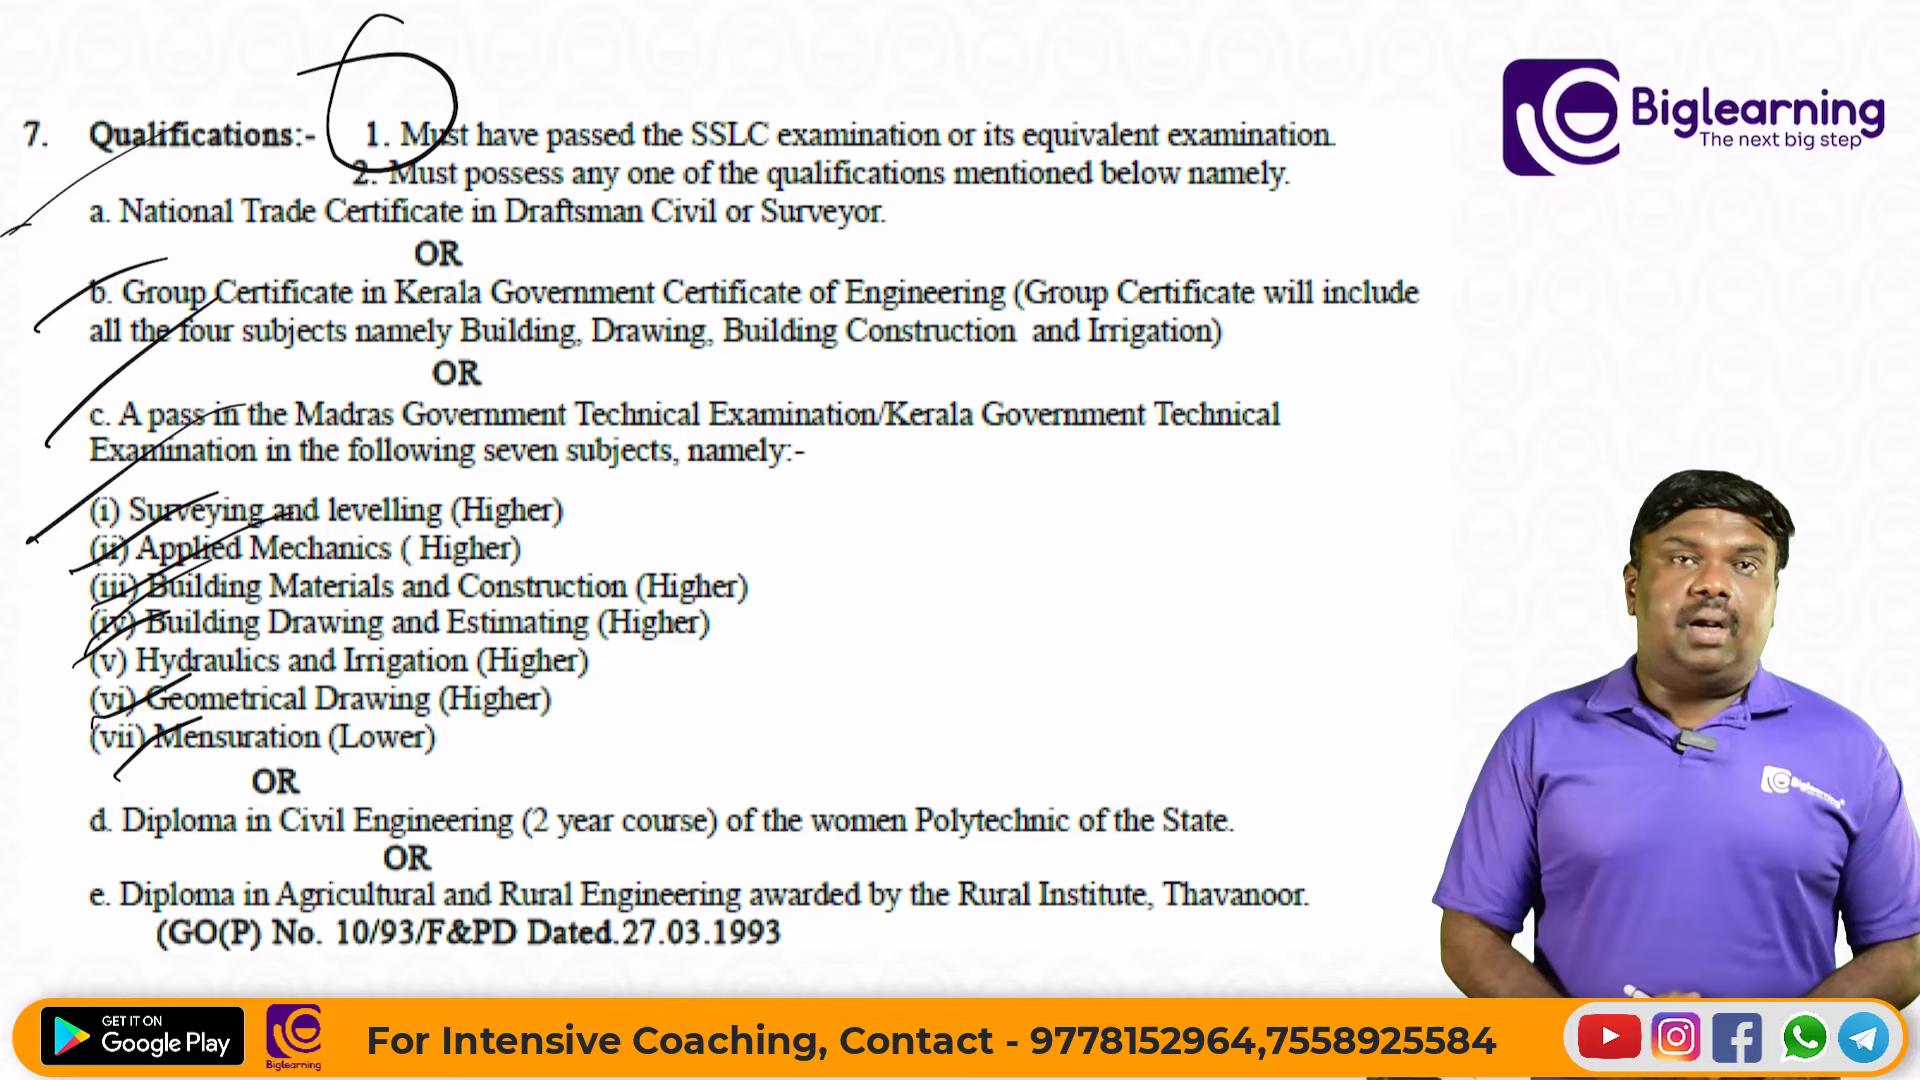 Biglearning
The next big step
7. Qualifications:- 1. Must have passed the SSLC examination or its equivalent examination.
2. Must possess any one of the qualifications mentioned below namely.
a. National Trade Certificate in Draftsman Civil or Surveyor.
OR
b. Group Certificate in Kerala Government Certificate of Engineering (Group Certificate will include
all the four subjects namely Building, Drawing, Building Construction and Irrigation)
OR
c. A pass in the Madras Government Technical Examination/Kerala Government Technical
Examination in the following seven subjects, namely:-
(i) Surveying and levelling (Higher)
(ii) Applied Mechanics ( Higher)
(iii) Building Materials and Construction (Higher)
(iv) Building Drawing and Estimating (Higher)
(v) Hydraulics and Irrigation (Higher)
(vi) Geometrical Drawing (Higher)
(vii) Mensuration (Lower)
OR
d. Diploma in Civil Engineering (2 year course) of the women Polytechnic of the State.
OR
e. Diploma in Agricultural and Rural Engineering awarded by the Rural Institute, Thavanoor.
(GO(P) No. 10/93/F&PD Dated.27.03.1993
Biglearning
GET IT ON
Google Play
Biglearning
For Intensive Coaching, Contact - 9778152964,7558925584